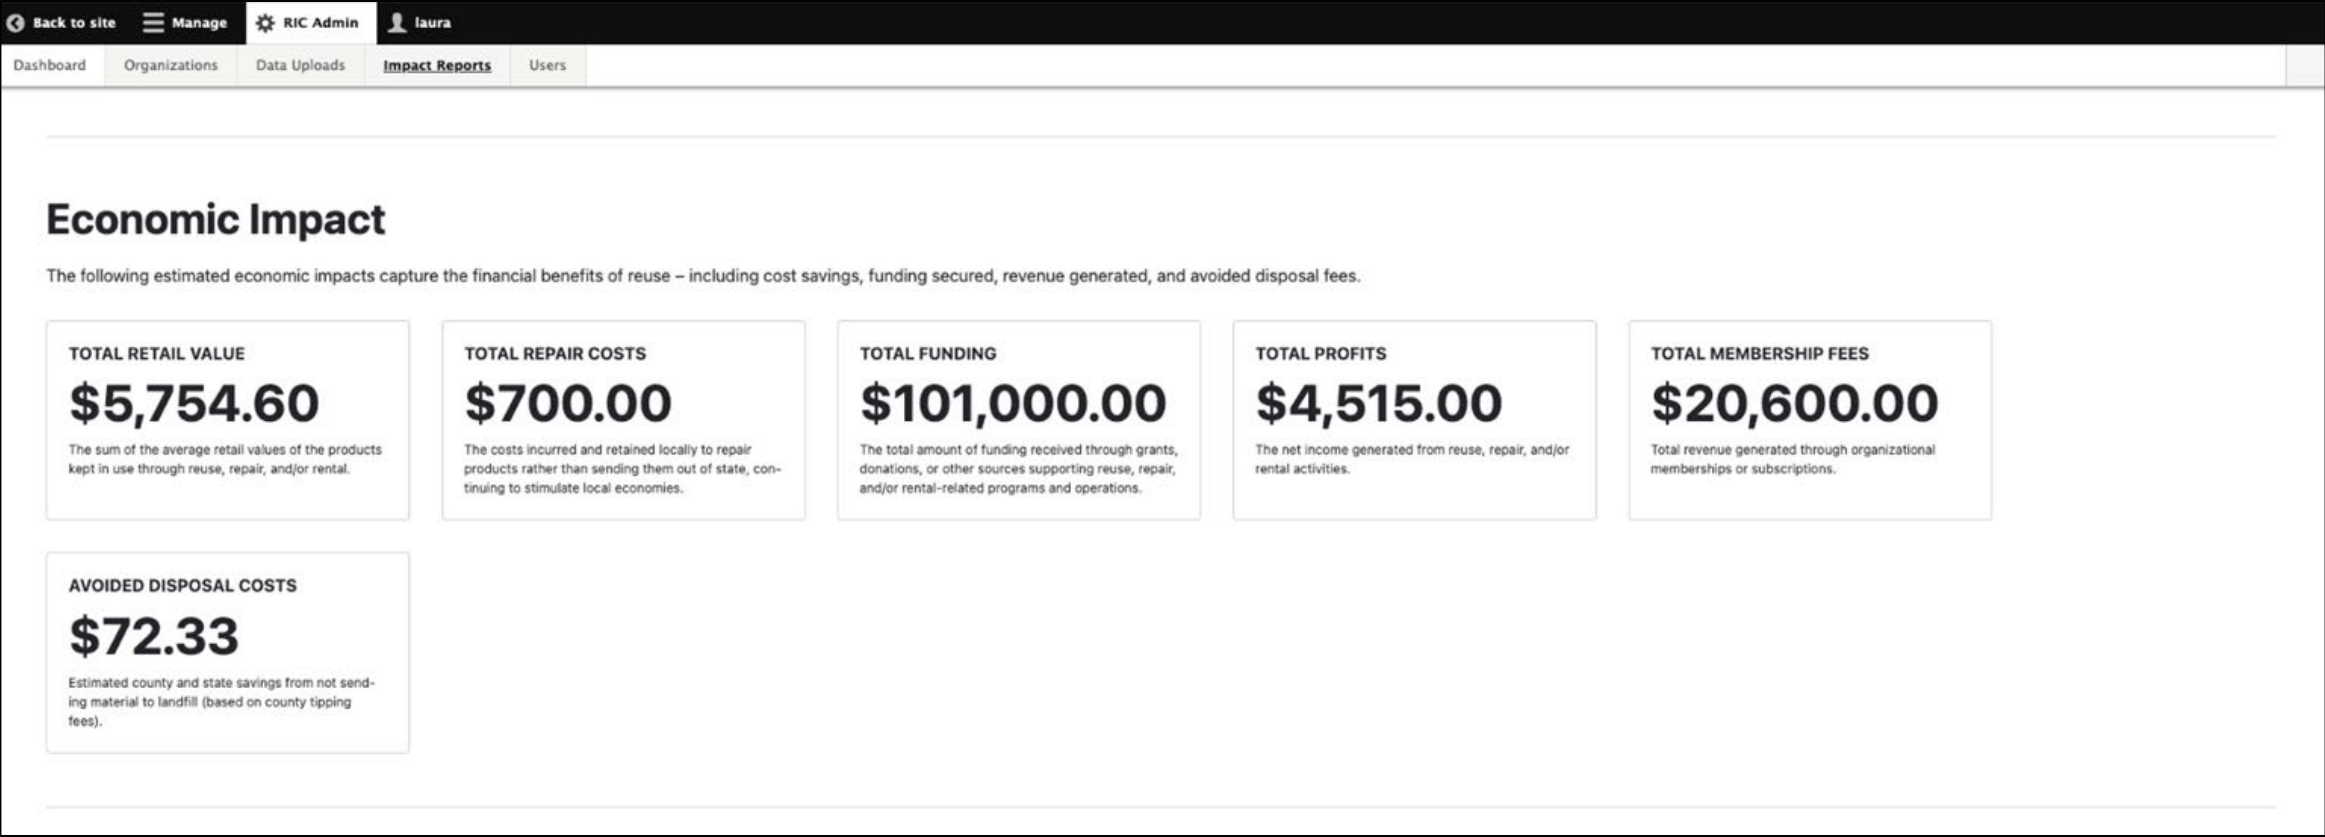 Back to site Manage RIC Admin laura
Dashboard Organizations Data Uploads Impact Reports Users
Economic Impact
The following estimated economic impacts capture the financial benefits of reuse – including cost savings, funding secured, revenue generated, and avoided disposal fees.
TOTAL RETAIL VALUE
$5,754.60
The sum of the average retail values of the products
kept in use through reuse, repair, and/or rental.
TOTAL REPAIR COSTS
$700.00
The costs incurred and retained locally to repair
products rather than sending them out of state, con-
tinuing to stimulate local economies.
TOTAL FUNDING
$101,000.00
The total amount of funding received through grants,
donations, or other sources supporting reuse, repair,
and/or rental-related programs and operations.
TOTAL PROFITS
$4,515.00
The net income generated from reuse, repair, and/or
rental activities.
TOTAL MEMBERSHIP FEES
$20,600.00
Total revenue generated through organizational
memberships or subscriptions.
AVOIDED DISPOSAL COSTS
$72.33
Estimated county and state savings from not send-
ing material to landfill (based on county tipping
fees).